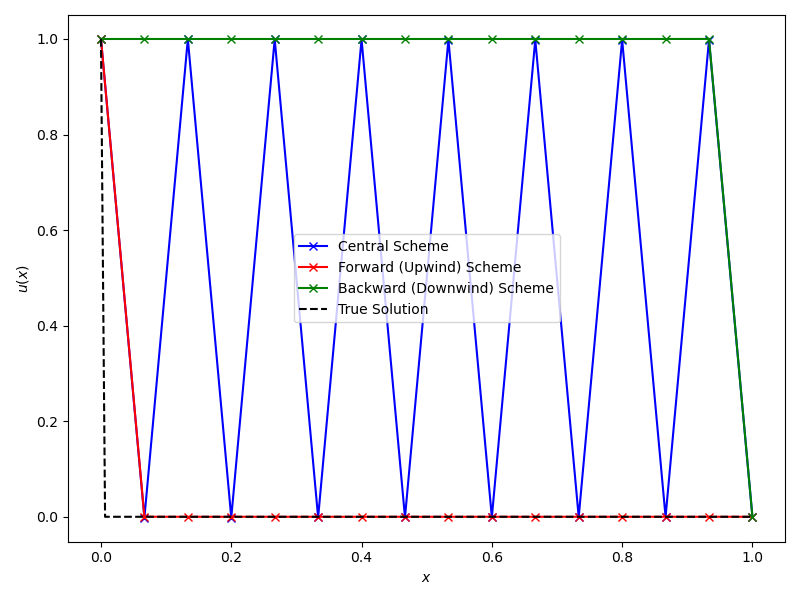 1.0
0.8
0.6
0.4
0.2
0.0
u(x)
Central Scheme
Forward (Upwind) Scheme
Backward (Downwind) Scheme
True Solution
0.0 0.2 0.4 0.6 0.8 1.0
x